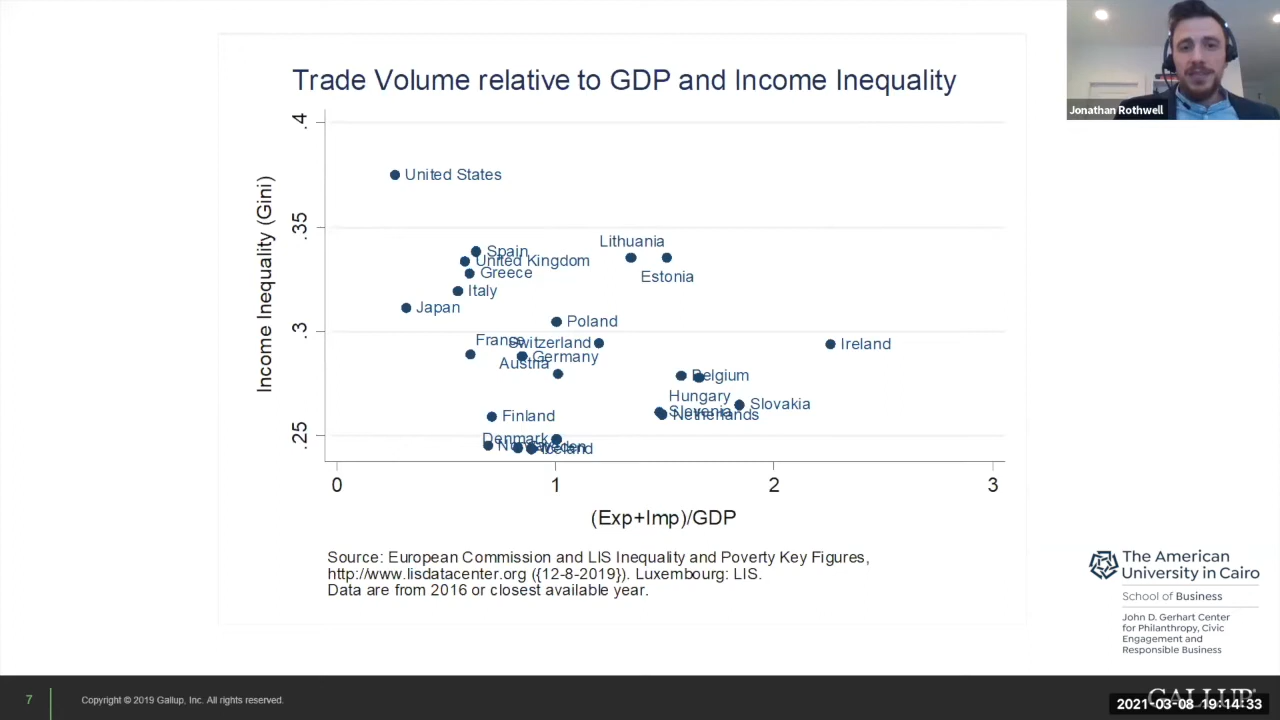 Trade Volume relative to GDP and Income Inequality
Jonathan Rothwell
Income Inequality (Gini)
.4
.35
.3
.25
United States
Spain
United Kingdom
Greece
Italy
Japan
Lithuania
Estonia
Poland
France
Switzerland
Germany
Austria
Ireland
Belgium
Hungary
Slovakia
Slovenia
Netherlands
Finland
Denmark
Norway
Sweden
Iceland
0
1
2
3
(Exp+Imp)/GDP
Source: European Commission and LIS Inequality and Poverty Key Figures,
http://www.lisdatacenter.org ({12-8-2019}). Luxembourg: LIS.
Data are from 2016 or closest available year.
The American
University in Cairo
School of Business
John D. Gerhart Center
for Philanthropy, Civic
Engagement and
Responsible Business
7
Copyright © 2019 Gallup, Inc. All rights reserved.
GALLUP
2021-03-08 19:14:33